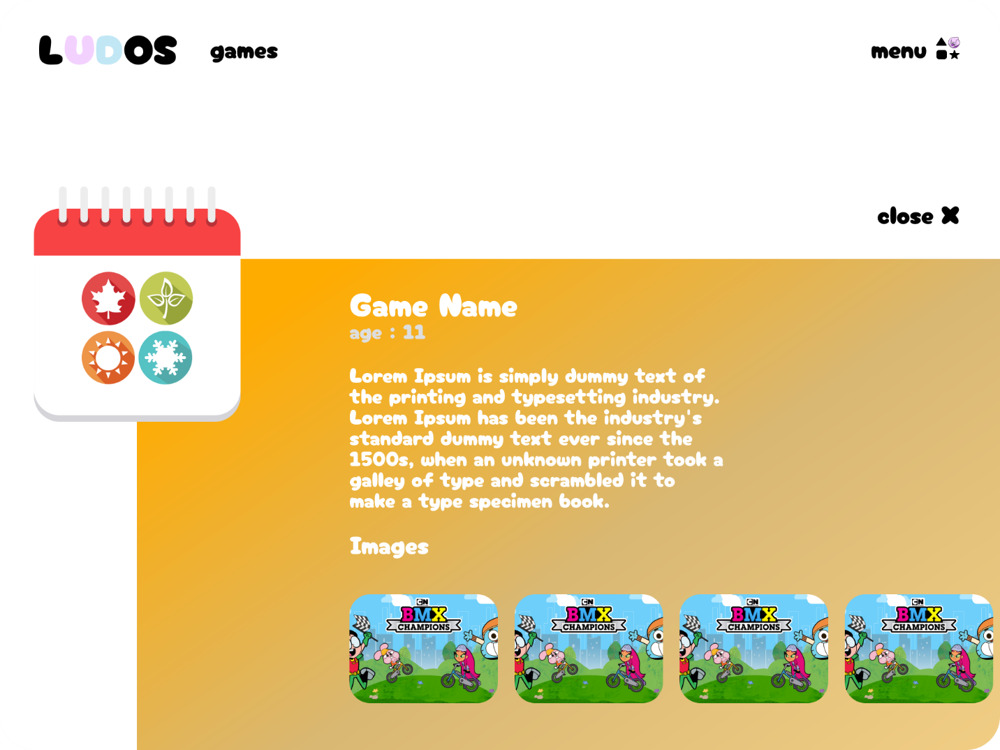 LUDOS games menu
close
Game Name
age : 11
Lorem Ipsum is simply dummy text of
the printing and typesetting industry.
Lorem Ipsum has been the industry's
standard dummy text ever since the
1500s, when an unknown printer took a
galley of type and scrambled it to
make a type specimen book.
Images
CN CN CN CN
BMX BMX BMX BMX
CHAMPIONS CHAMPIONS CHAMPIONS CHAMPIONS